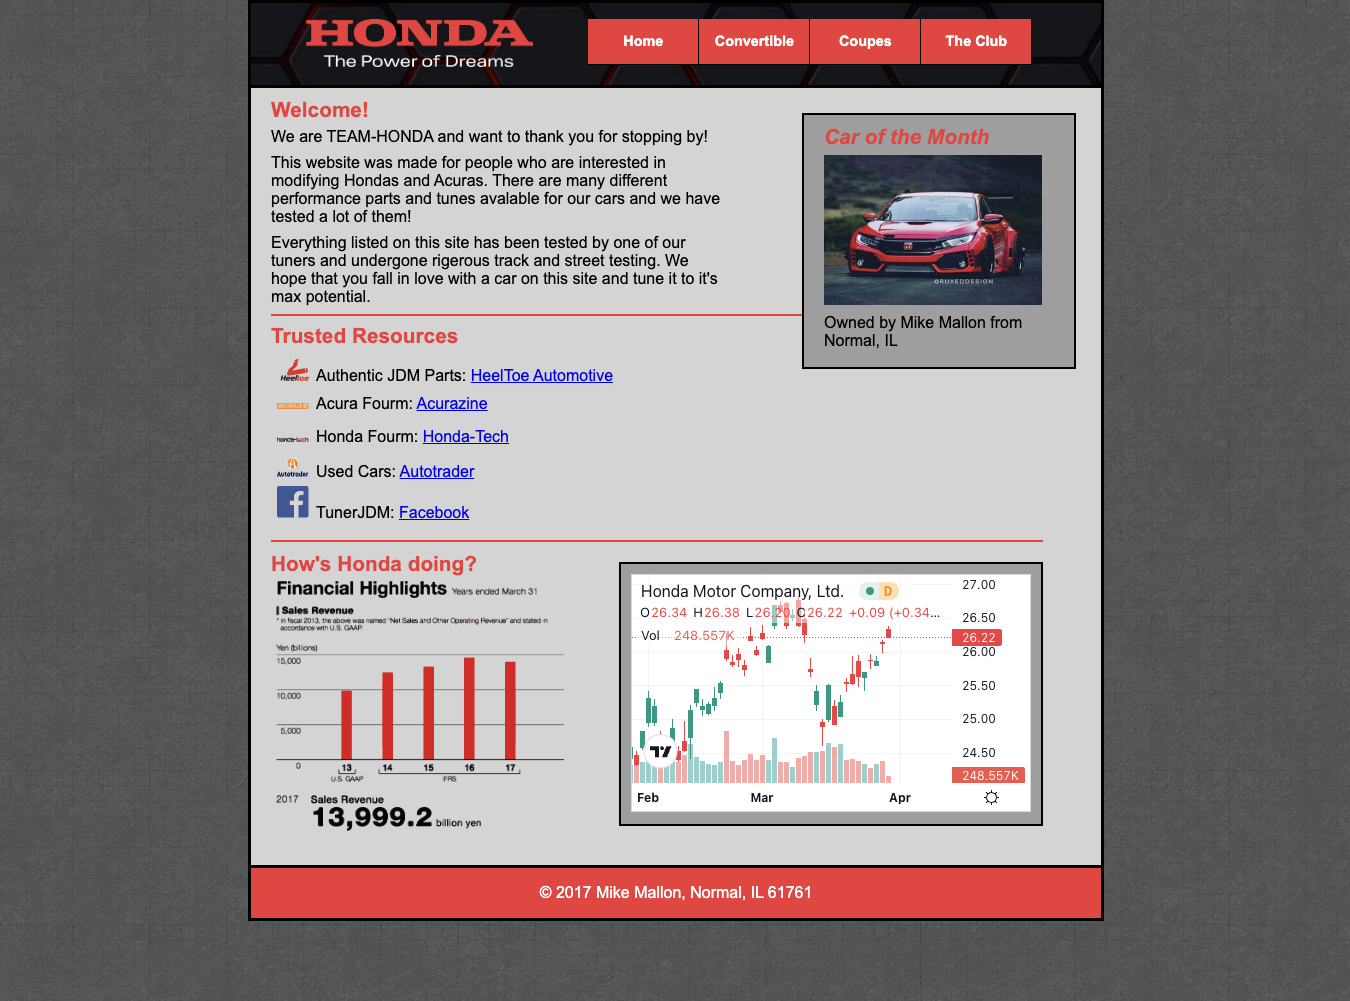 HONDA
The Power of Dreams
Home
Convertible
Coupes
The Club
Welcome!
We are TEAM-HONDA and want to thank you for stopping by!
This website was made for people who are interested in
modifying Hondas and Acuras. There are many different
performance parts and tunes avalable for our cars and we have
tested a lot of them!
Everything listed on this site has been tested by one of our
tuners and undergone rigerous track and street testing. We
hope that you fall in love with a car on this site and tune it to it's
max potential.
Car of the Month
@RUXEDDESIGN
Owned by Mike Mallon from
Normal, IL
Trusted Resources
HeelToe
Authentic JDM Parts: HeelToe Automotive
Acura Fourm: Acurazine
honda-tech
Honda Fourm: Honda-Tech
Autotrader
Used Cars: Autotrader
TunerJDM: Facebook
How's Honda doing?
Financial Highlights Years ended March 31
Sales Revenue
* in fiscal 2013, the above was named "Net Sales and Other Operating Revenue" and stated in
accordance with U.S. GAAP.
Yen (billions)
15,000
10,000
5,000
0
13 14 15 16 17
U.S. GAAP
IFRS
2017 Sales Revenue
13,999.2 billion yen
Honda Motor Company, Ltd. D
O26.34 H26.38 L26.20 C26.22 +0.09 (+0.34...
Vol 248.557K
27.00
26.50
26.22
26.00
25.50
25.00
24.50
248.557K
Feb Mar Apr
© 2017 Mike Mallon, Normal, IL 61761